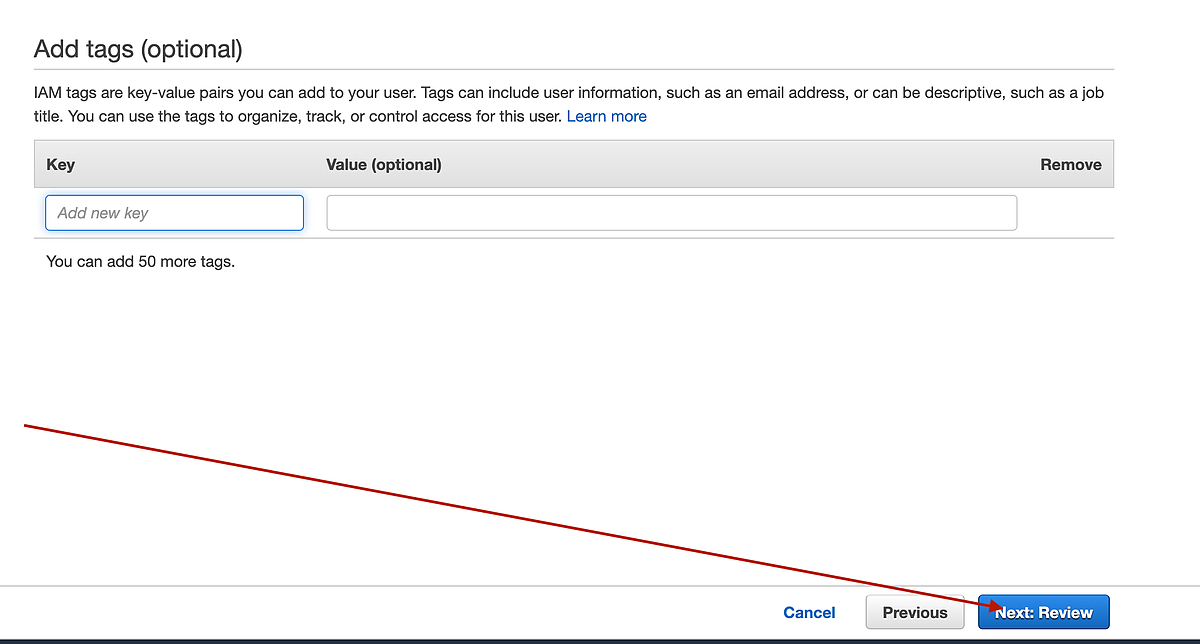 Add tags (optional)
IAM tags are key-value pairs you can add to your user. Tags can include user information, such as an email address, or can be descriptive, such as a job
title. You can use the tags to organize, track, or control access for this user. Learn more
Key Value (optional) Remove
Add new key
You can add 50 more tags.
Cancel Previous Next: Review